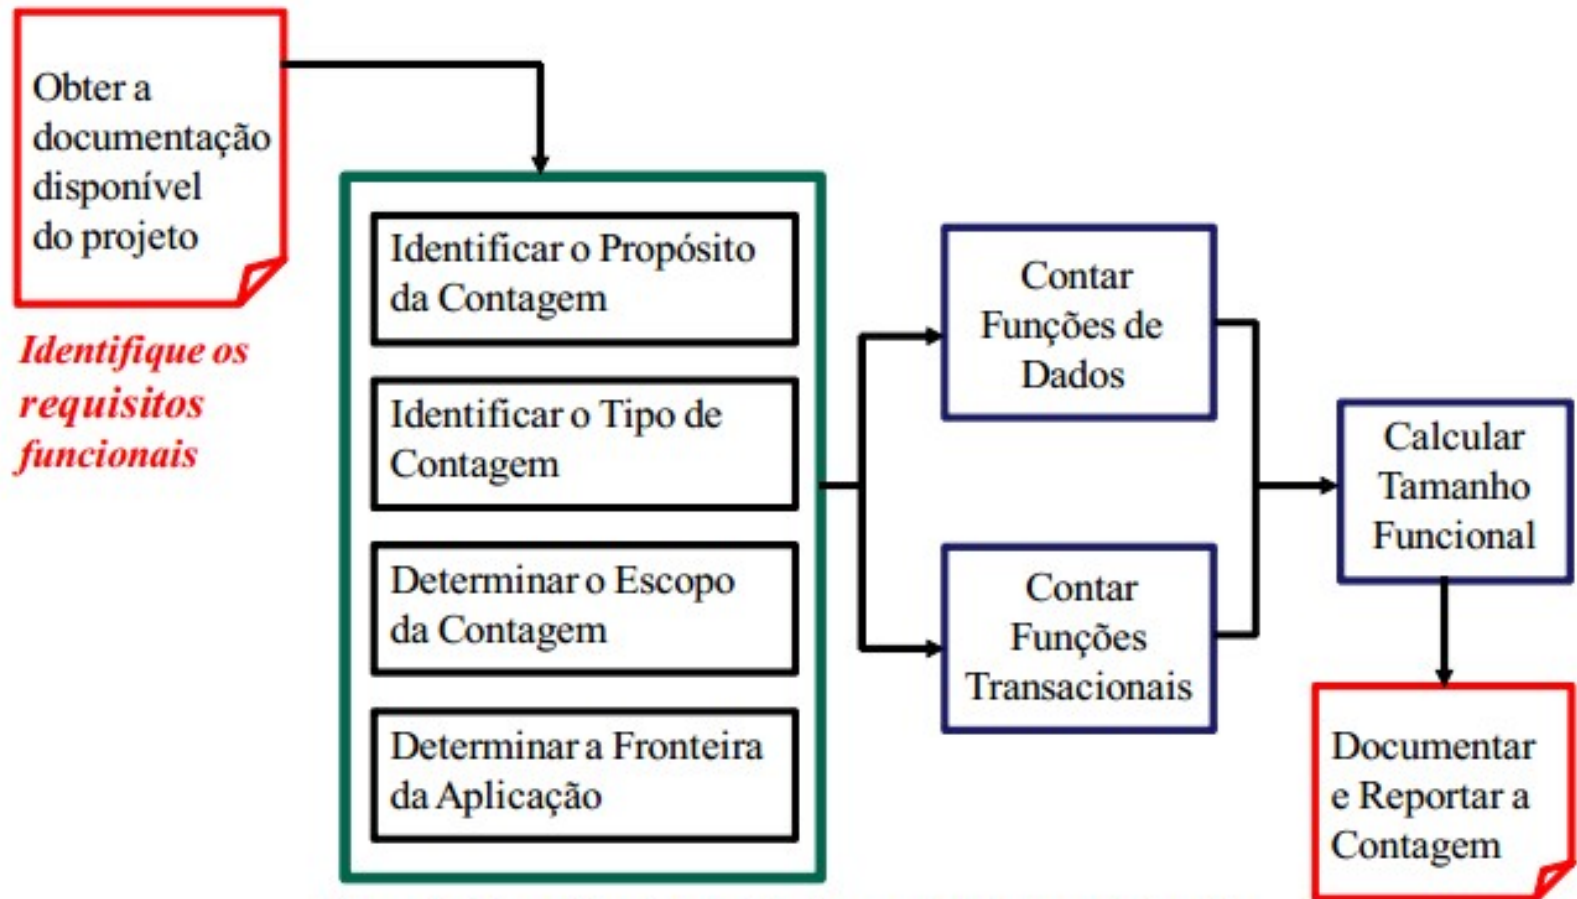 Obter a
documentação
disponível
do projeto
Identifique os
requisitos
funcionais
Identificar o Propósito
da Contagem
Identificar o Tipo de
Contagem
Determinar o Escopo
da Contagem
Determinar a Fronteira
da Aplicação
Contar
Funções de
Dados
Contar
Funções
Transacionais
Calcular
Tamanho
Funcional
Documentar
e Reportar a
Contagem